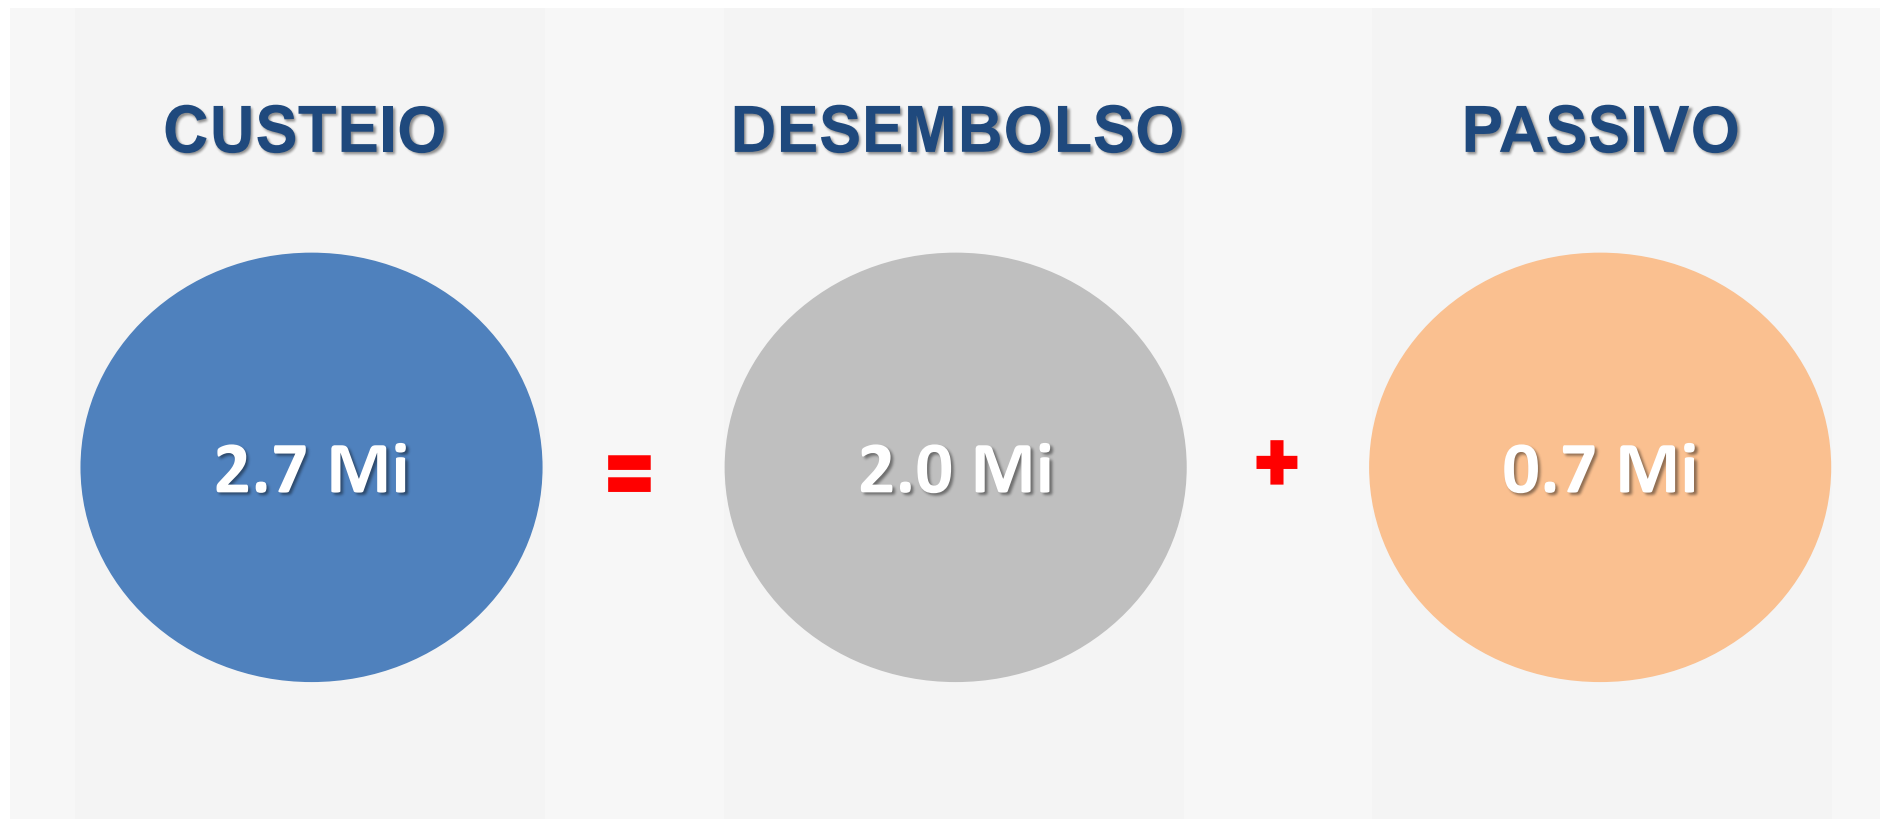 CUSTEIO DESEMBOLSO PASSIVO
2.7 Mi = 2.0 Mi + 0.7 Mi